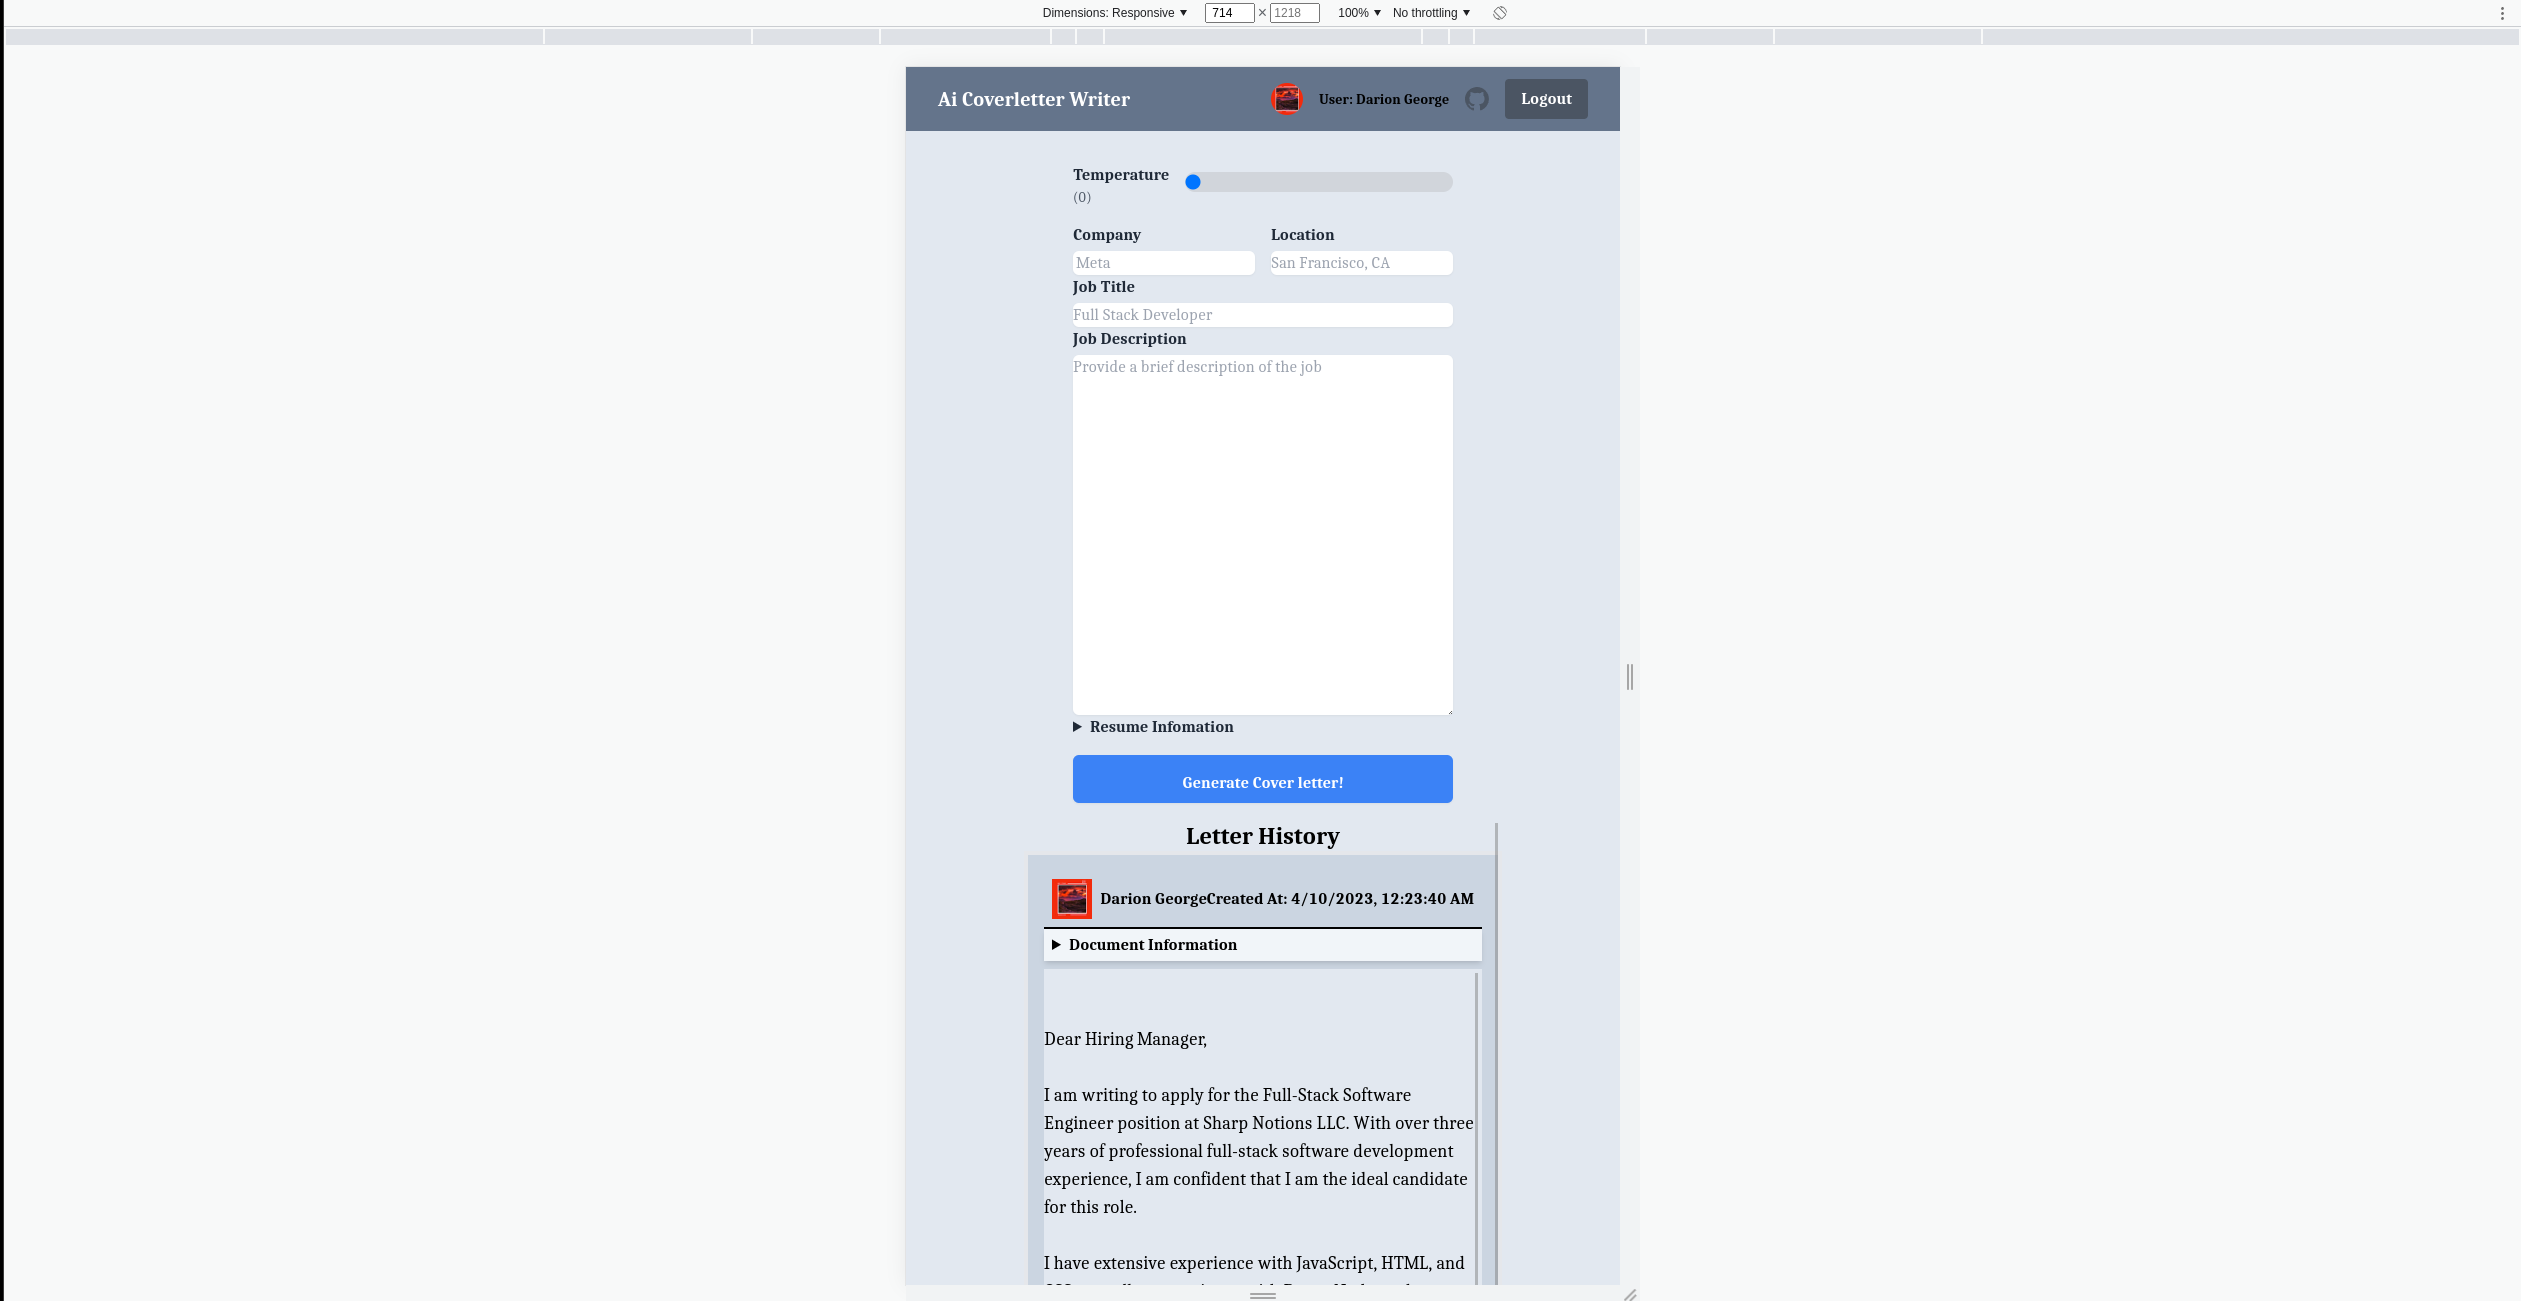 Dimensions: Responsive ▼ 714 × 1218 100% ▼ No throttling ▼
Ai Coverletter Writer
User: Darion George
Logout
Temperature
(0)
Company
Location
Meta
San Francisco, CA
Job Title
Full Stack Developer
Job Description
Provide a brief description of the job
▶ Resume Infomation
Generate Cover letter!
Letter History
Darion GeorgeCreated At: 4/10/2023, 12:23:40 AM
▶ Document Information
Dear Hiring Manager,
I am writing to apply for the Full-Stack Software
Engineer position at Sharp Notions LLC. With over three
years of professional full-stack software development
experience, I am confident that I am the ideal candidate
for this role.
I have extensive experience with JavaScript, HTML, and